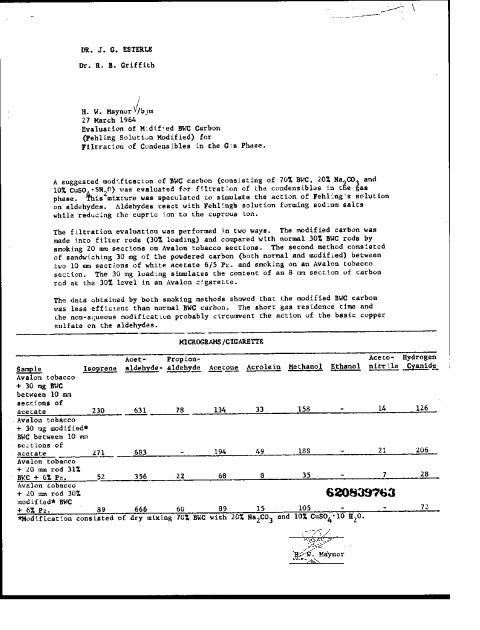 DR. J. G. ESTERLE
Dr. R. B. Griffith
H. W. Maynor /bjm
27 March 1964
Evaluation of Modified BWC Carbon
(Fehling Solution Modified) for
Filtration of Condensibles in the Gas Phase.
A suggested modification of BWC carbon (consisting of 70% BWC, 20% Na2CO3 and
10% CuSO4·5H2O) was evaluated for filtration of the condensibles in the gas
phase. This mixture was speculated to simulate the action of Fehling's solution
on aldehydes. Aldehydes react with Fehlings solution forming sodium salts
while reducing the cupric ion to the cuprous ion.
The filtration evaluation was performed in two ways. The modified carbon was
made into filter rods (30% loading) and compared with normal 30% BWC rods by
smoking 20 mm sections on Avalon tobacco sections. The second method consisted
of sandwiching 30 mg of the powdered carbon (both normal and modified) between
two 10 mm sections of white acetate 6/5 Pz. and smoking on an Avalon tobacco
section. The 30 mg loading simulates the content of an 8 mm section of carbon
rod at the 30% level in an Avalon cigarette.
The data obtained by both smoking methods showed that the modified BWC carbon
was less efficient than normal BWC carbon. The short gas residence time and
the non-aqueous modification probably circumvent the action of the basic copper
sulfate on the aldehydes.
MICROGRAMS/CIGARETTE
Acet- Propion- Aceto- Hydrogen
Sample Isoprene aldehyde- aldehyde Acetone Acrolein Methanol Ethanol nitrile Cyanide
Avalon tobacco
+ 30 mg BWC
between 10 mm
sections of
acetate 230 631 78 134 33 158 - 14 126
Avalon tobacco
+ 30 mg modified*
BWC between 10 mm
sections of
acetate 271 683 - 194 49 188 - 21 206
Avalon tobacco
+ 20 mm rod 31%
BWC + 6% Pz. 52 356 22 68 8 35 - 7 28
Avalon tobacco
+ 20 mm rod 30%
modified* BWC
+ 6% Pz. 89 666 60 89 15 105 - - 72
620839763
*Modification consisted of dry mixing 70% BWC with 20% Na2CO3 and 10% CuSO4·10 H2O.
H. W. Maynor